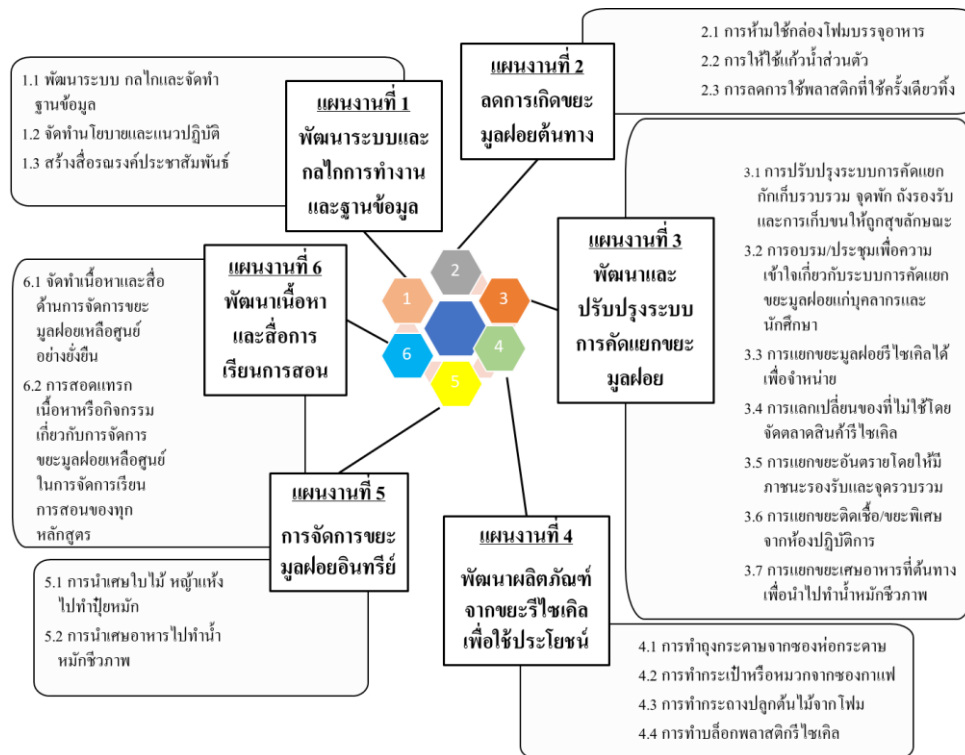 แผนงานที่ 1
พัฒนาระบบและ
กลไกการทำงาน
และฐานข้อมูล
1.1 พัฒนาระบบ กลไกและจัดทำ
ฐานข้อมูล
1.2 จัดทำนโยบายและแนวปฏิบัติ
1.3 สร้างสื่อรณรงค์ประชาสัมพันธ์
แผนงานที่ 2
ลดการเกิดขยะ
มูลฝอยต้นทาง
2.1 การห้ามใช้กล่องโฟมบรรจุอาหาร
2.2 การให้ใช้แก้วน้ำส่วนตัว
2.3 การลดการใช้พลาสติกที่ใช้ครั้งเดียวทิ้ง
แผนงานที่ 3
พัฒนาและ
ปรับปรุงระบบ
การคัดแยกขยะ
มูลฝอย
3.1 การปรับปรุงระบบการคัดแยก
กักเก็บรวบรวม จุดพัก ถังรองรับ
และการเก็บขนให้ถูกสุขลักษณะ
3.2 การอบรม/ประชุมเพื่อความ
เข้าใจเกี่ยวกับระบบการคัดแยก
ขยะมูลฝอยแก่บุคลากรและ
นักศึกษา
3.3 การแยกขยะมูลฝอยรีไซเคิลได้
เพื่อจำหน่าย
3.4 การแลกเปลี่ยนของที่ไม่ใช้โดย
จัดตลาดสินค้ารีไซเคิล
3.5 การแยกขยะอันตรายโดยให้มี
ภาชนะรองรับและจุดรวบรวม
3.6 การแยกขยะติดเชื้อ/ขยะพิเศษ
จากห้องปฏิบัติการ
3.7 การแยกขยะเศษอาหารที่ต้นทาง
เพื่อนำไปทำน้ำหมักชีวภาพ
แผนงานที่ 6
พัฒนาเนื้อหา
และสื่อการ
เรียนการสอน
6.1 จัดทำเนื้อหาและสื่อ
ด้านการจัดการขยะ
มูลฝอยเหลือศูนย์
อย่างยั่งยืน
6.2 การสอดแทรก
เนื้อหาหรือกิจกรรม
เกี่ยวกับการจัดการ
ขยะมูลฝอยเหลือศูนย์
ในการจัดการเรียน
การสอนของทุก
หลักสูตร
1
2
3
4
5
6
แผนงานที่ 5
การจัดการขยะ
มูลฝอยอินทรีย์
5.1 การนำเศษใบไม้ หญ้าแห้ง
ไปทำปุ๋ยหมัก
5.2 การนำเศษอาหารไปทำน้ำ
หมักชีวภาพ
แผนงานที่ 4
พัฒนาผลิตภัณฑ์
จากขยะรีไซเคิล
เพื่อใช้ประโยชน์
4.1 การทำถุงกระดาษจากซองห่อกระดาษ
4.2 การทำกระเป๋าหรือหมวกจากซองกาแฟ
4.3 การทำกระถางปลูกต้นไม้จากโฟม
4.4 การทำบล็อกพลาสติกรีไซเคิล